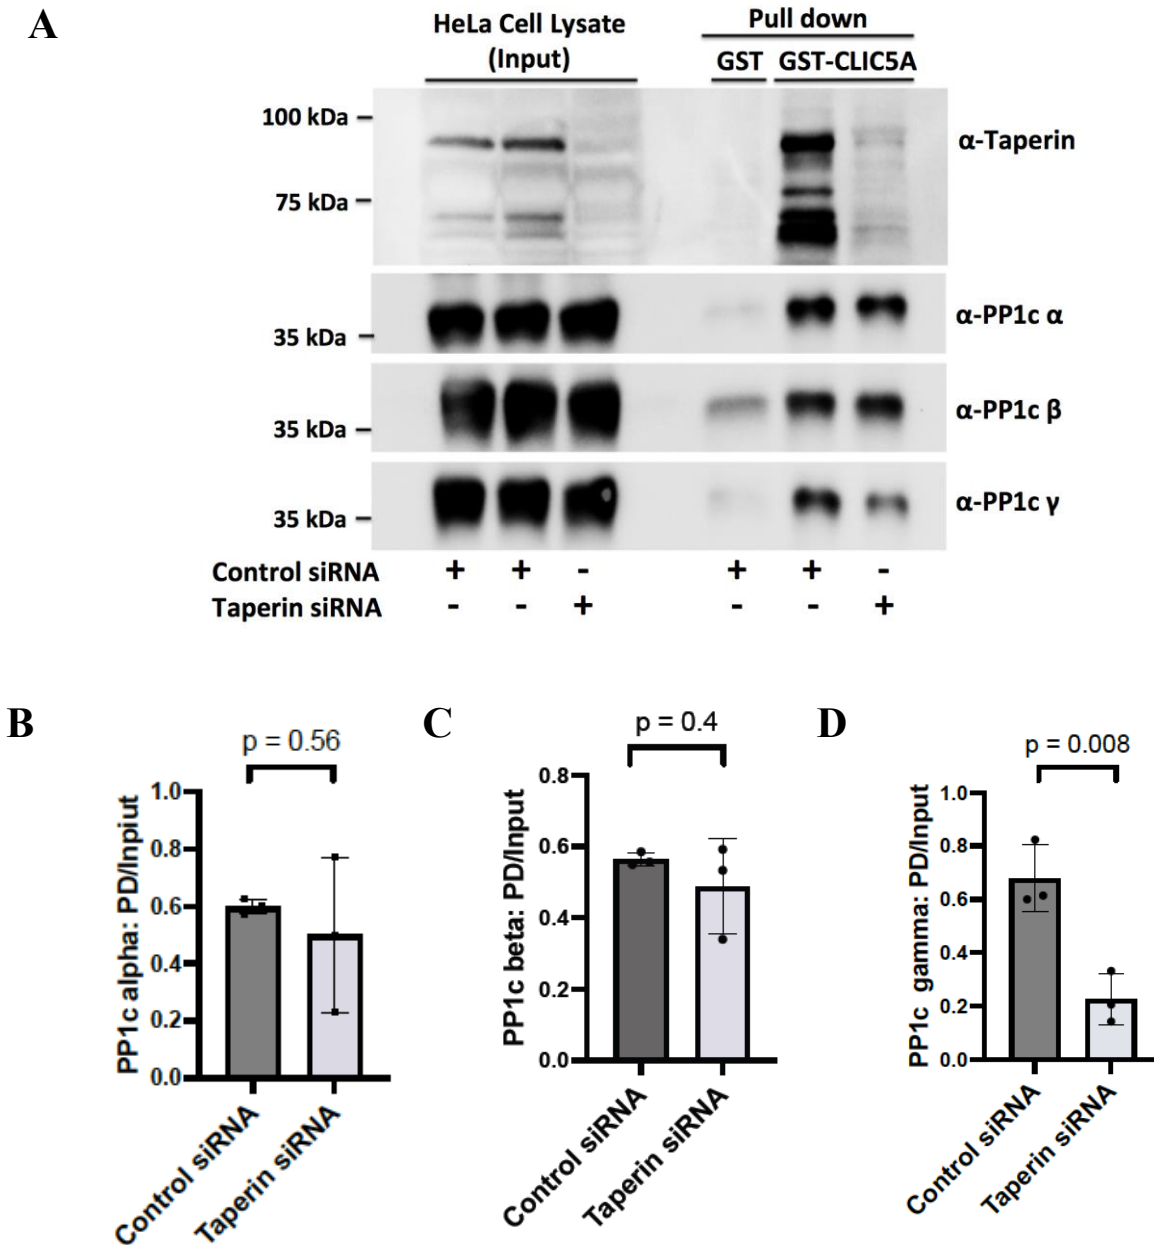 A
HeLa Cell Lysate
(Input)
Pull down
GST GST-CLIC5A
100 kDa
α-Taperin
75 kDa
α-PP1c α
35 kDa
α-PP1c β
35 kDa
α-PP1c γ
35 kDa
Control siRNA + + - + + -
Taperin siRNA - - + - - +
B
p = 0.56
PP1c alpha: PD/Inpiut
1.0
0.8
0.6
0.4
0.2
0.0
Control siRNA
Taperin siRNA
C
p = 0.4
PP1c beta: PD/Input
0.8
0.6
0.4
0.2
0.0
Control siRNA
Taperin siRNA
D
p = 0.008
PP1c gamma: PD/Input
1.0
0.8
0.6
0.4
0.2
0.0
Control siRNA
Taperin siRNA